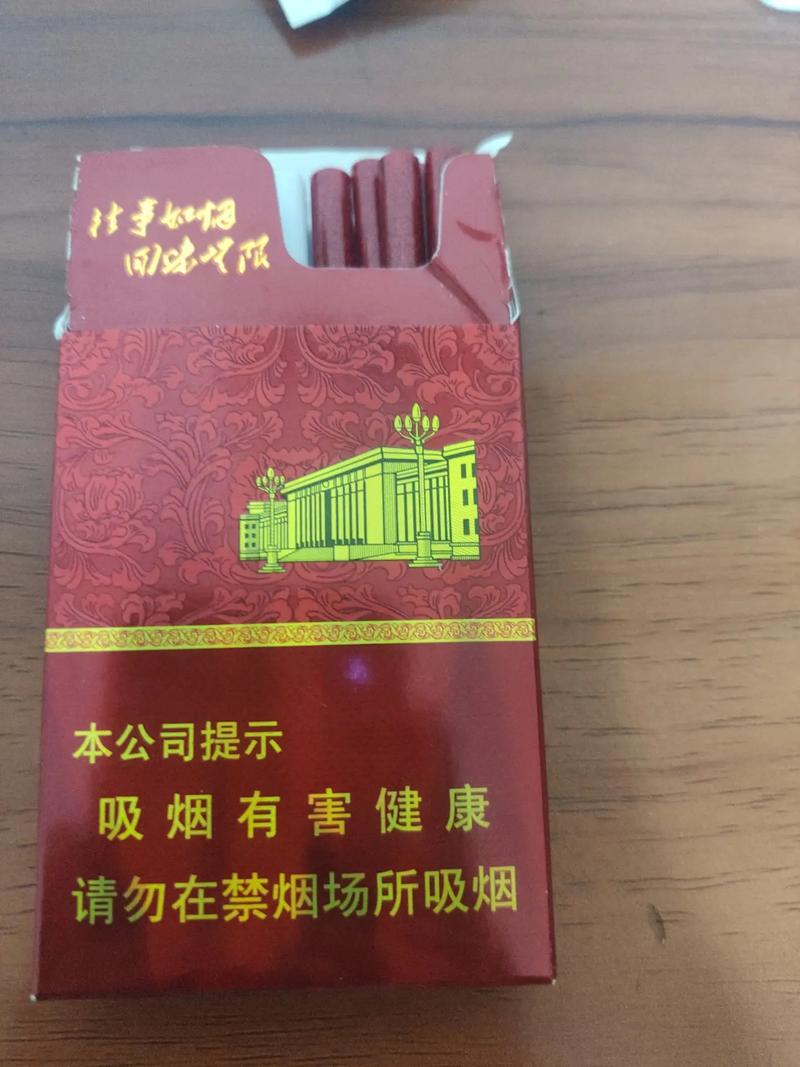 往事如烟
回味无限
本公司提示
吸烟有害健康
请勿在禁烟场所吸烟